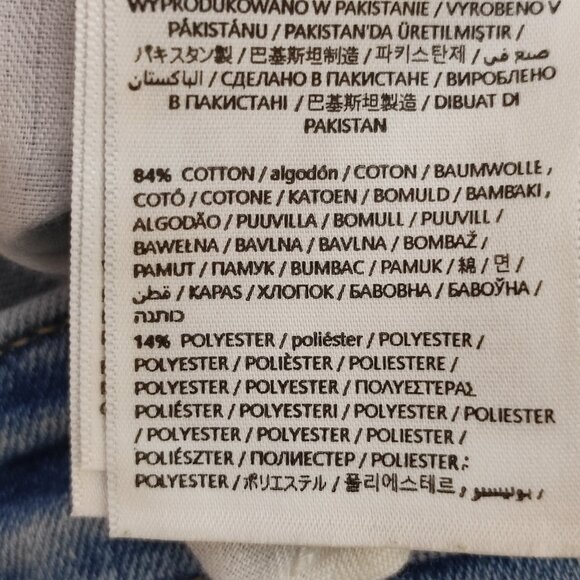 WYPRODUKOWANO W PAKISTANIE / VYROBENO V
PÁKISTÁNU / PAKISTAN'DA ÜRETILMIŞTIR /
パキスタン製 / 巴基斯坦制造 / 파키스탄제 / صنع في
الباكستان / СДЕЛАНО В ПАКИСТАНЕ / ВИРОБЛЕНО
В ПАКИСТАНІ / 巴基斯坦製造 / DIBUAT DI
PAKISTAN
84% COTTON / algodón / COTON / BAUMWOLLE /
COTÓ / COTONE / KATOEN / BOMULD / BAMBAKI /
ALGODÃO / PUUVILLA / BOMULL / PUUVILL /
BAWEŁNA / BAVLNA / BAVLNA / BOMBAŽ /
PAMUT / ПАМУК / BUMBAC / PAMUK / 綿 / 면 /
قطن / KAPAS / ХЛОПОК / БАВОВНА / БАВОЎНА /
כותנה
14% POLYESTER / poliéster / POLYESTER /
POLYESTER / POLIÈSTER / POLIESTERE /
POLYESTER / POLYESTER / ΠΟΛΥΕΣΤΕΡΑΣ
POLIÉSTER / POLYESTERI / POLYESTER / POLÜESTER
/ POLYESTER / POLYESTER / POLYESTER /
POLIÉSZTER / ПОЛИЕСТЕР / POLIESTER /
POLYESTER / ポリエステル / 폴리에스테르 / بوليستر /